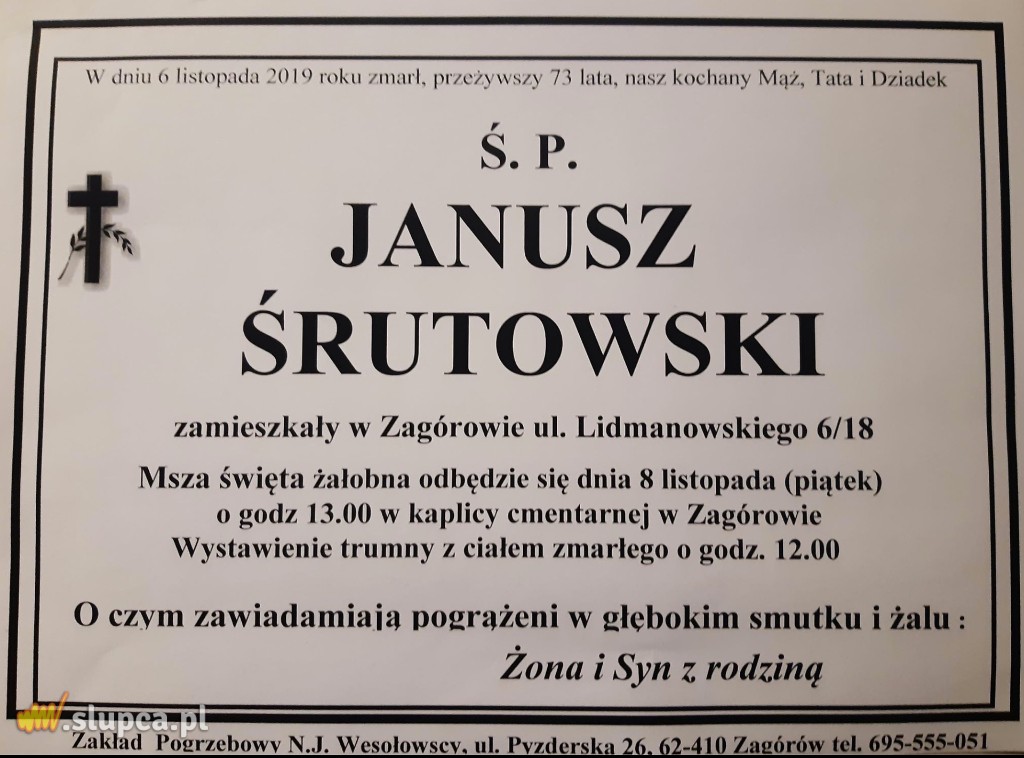 W dniu 6 listopada 2019 roku zmarł, przeżywszy 73 lata, nasz kochany Mąż, Tata i Dziadek
Ś. P.
JANUSZ
ŚRUTOWSKI
zamieszkały w Zagórowie ul. Lidmanowskiego 6/18
Msza święta żałobna odbędzie się dnia 8 listopada (piątek)
o godz 13.00 w kaplicy cmentarnej w Zagórowie
Wystawienie trumny z ciałem zmarłego o godz. 12.00
O czym zawiadamiają pogrążeni w głębokim smutku i żalu :
Żona i Syn z rodziną
.slupca.pl
Zakład Pogrzebowy N.J. Wesołowscy, ul. Pyzderska 26, 62-410 Zagórów tel. 695-555-051